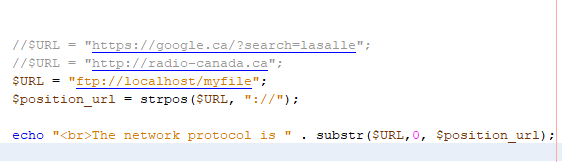 //$URL = "https://google.ca/?search=lasalle";
//$URL = "http://radio-canada.ca";
$URL = "ftp://localhost/myfile";
$position_url = strpos($URL, "://");
echo "<br>The network protocol is " . substr($URL,0, $position_url);